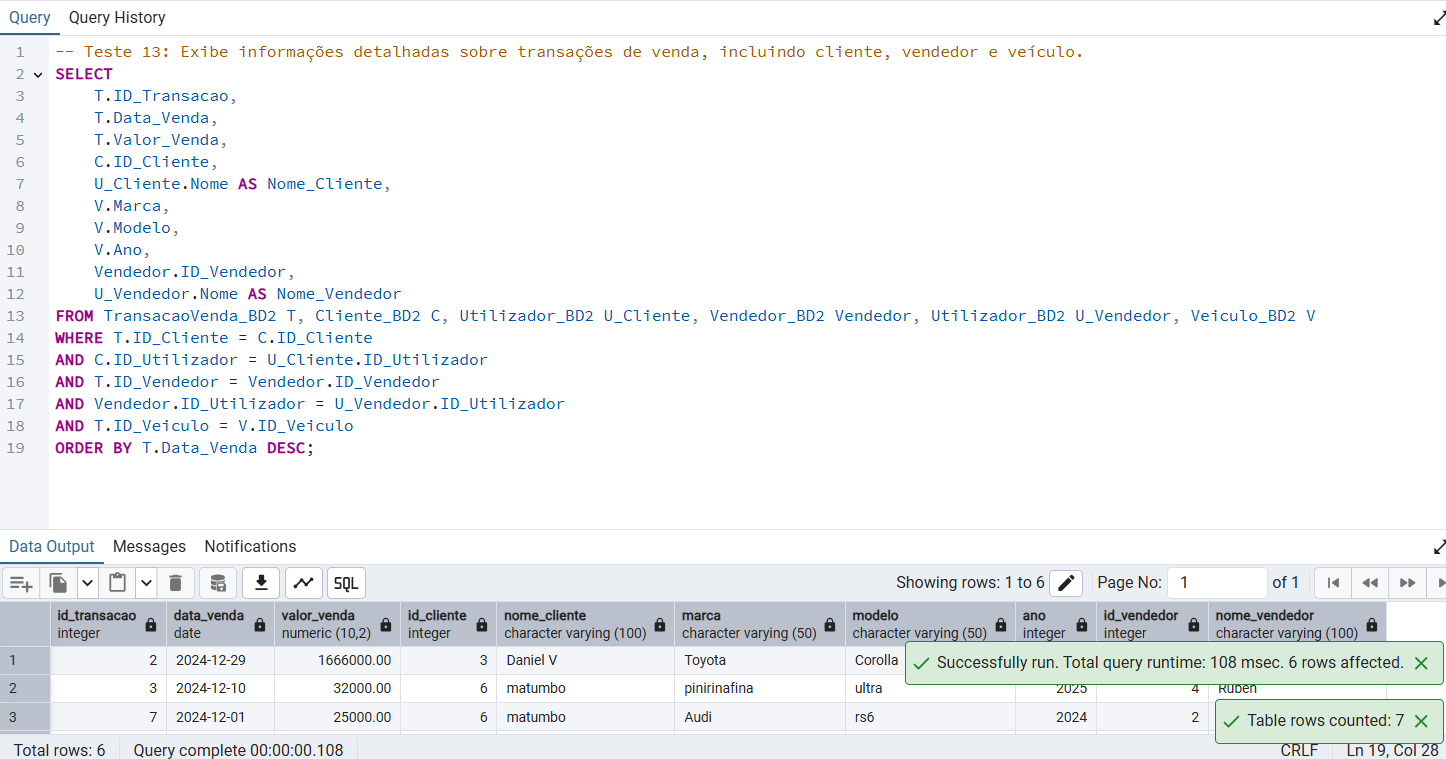 Query Query History
1 -- Teste 13: Exibe informações detalhadas sobre transações de venda, incluindo cliente, vendedor e veículo.
2 SELECT
3 T.ID_Transacao,
4 T.Data_Venda,
5 T.Valor_Venda,
6 C.ID_Cliente,
7 U_Cliente.Nome AS Nome_Cliente,
8 V.Marca,
9 V.Modelo,
10 V.Ano,
11 Vendedor.ID_Vendedor,
12 U_Vendedor.Nome AS Nome_Vendedor
13 FROM TransacaoVenda_BD2 T, Cliente_BD2 C, Utilizador_BD2 U_Cliente, Vendedor_BD2 Vendedor, Utilizador_BD2 U_Vendedor, Veiculo_BD2 V
14 WHERE T.ID_Cliente = C.ID_Cliente
15 AND C.ID_Utilizador = U_Cliente.ID_Utilizador
16 AND T.ID_Vendedor = Vendedor.ID_Vendedor
17 AND Vendedor.ID_Utilizador = U_Vendedor.ID_Utilizador
18 AND T.ID_Veiculo = V.ID_Veiculo
19 ORDER BY T.Data_Venda DESC;
Data Output Messages Notifications
SQL Showing rows: 1 to 6 Page No: 1 of 1
id_transacao data_venda valor_venda id_cliente nome_cliente marca modelo ano id_vendedor nome_vendedor
integer date numeric (10,2) integer character varying (100) character varying (50) character varying (50) integer integer character varying (100)
1 2 2024-12-29 1666000.00 3 Daniel V Toyota Corolla
Successfully run. Total query runtime: 108 msec. 6 rows affected.
2 3 2024-12-10 32000.00 6 matumbo pinirinafina ultra 2025 4 Ruben
3 7 2024-12-01 25000.00 6 matumbo Audi rs6 2024 2
Table rows counted: 7
Total rows: 6 Query complete 00:00:00.108 CRLF Ln 19, Col 28